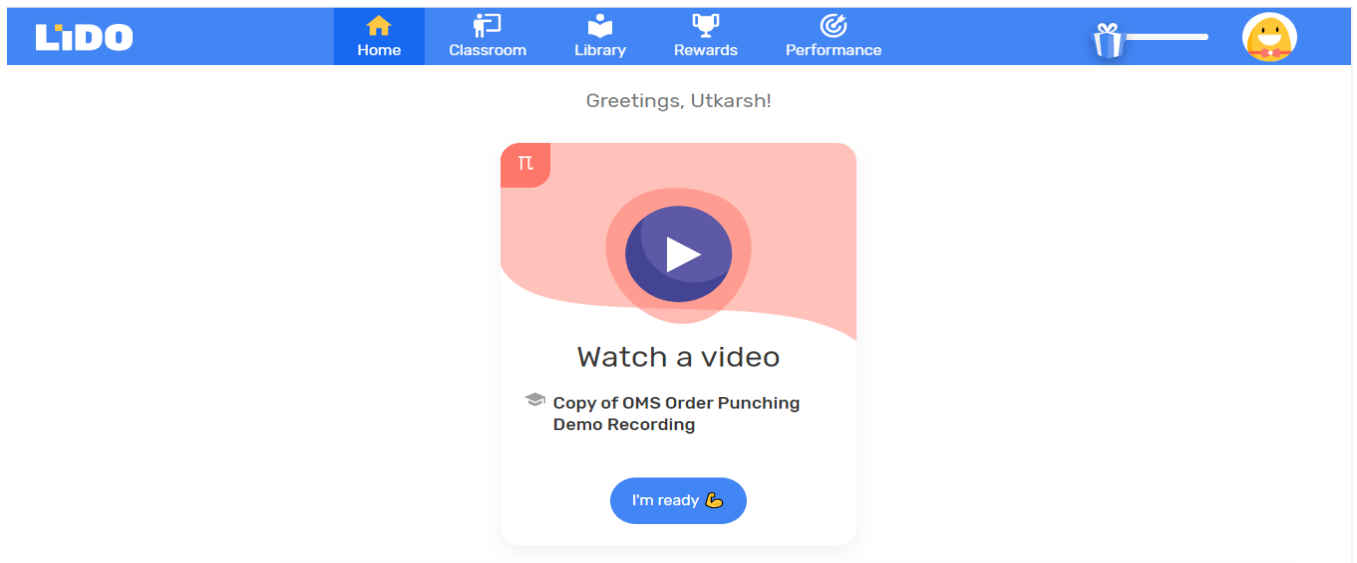 LiDO
Home
Classroom
Library
Rewards
Performance
Greetings, Utkarsh!
π
Watch a video
Copy of OMS Order Punching
Demo Recording
I'm ready 💪